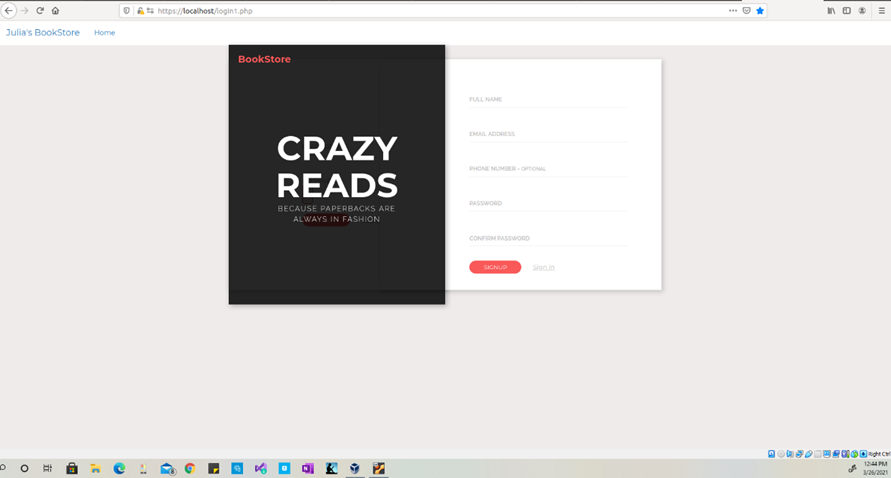 https://localhost/login1.php
Julia's BookStore Home
BookStore
CRAZY
READS
BECAUSE PAPERBACKS ARE
ALWAYS IN FASHION
FULL NAME
EMAIL ADDRESS
PHONE NUMBER - OPTIONAL
PASSWORD
CONFIRM PASSWORD
SIGNUP Sign in
Right Ctrl
12:44 PM
3/26/2021